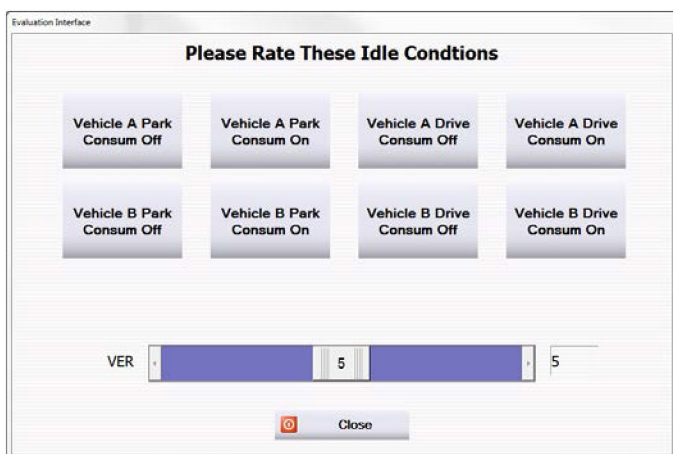 Evaluation Interface
Please Rate These Idle Condtions
Vehicle A Park
Consum Off
Vehicle A Park
Consum On
Vehicle A Drive
Consum Off
Vehicle A Drive
Consum On
Vehicle B Park
Consum Off
Vehicle B Park
Consum On
Vehicle B Drive
Consum Off
Vehicle B Drive
Consum On
VER
5
5
Close